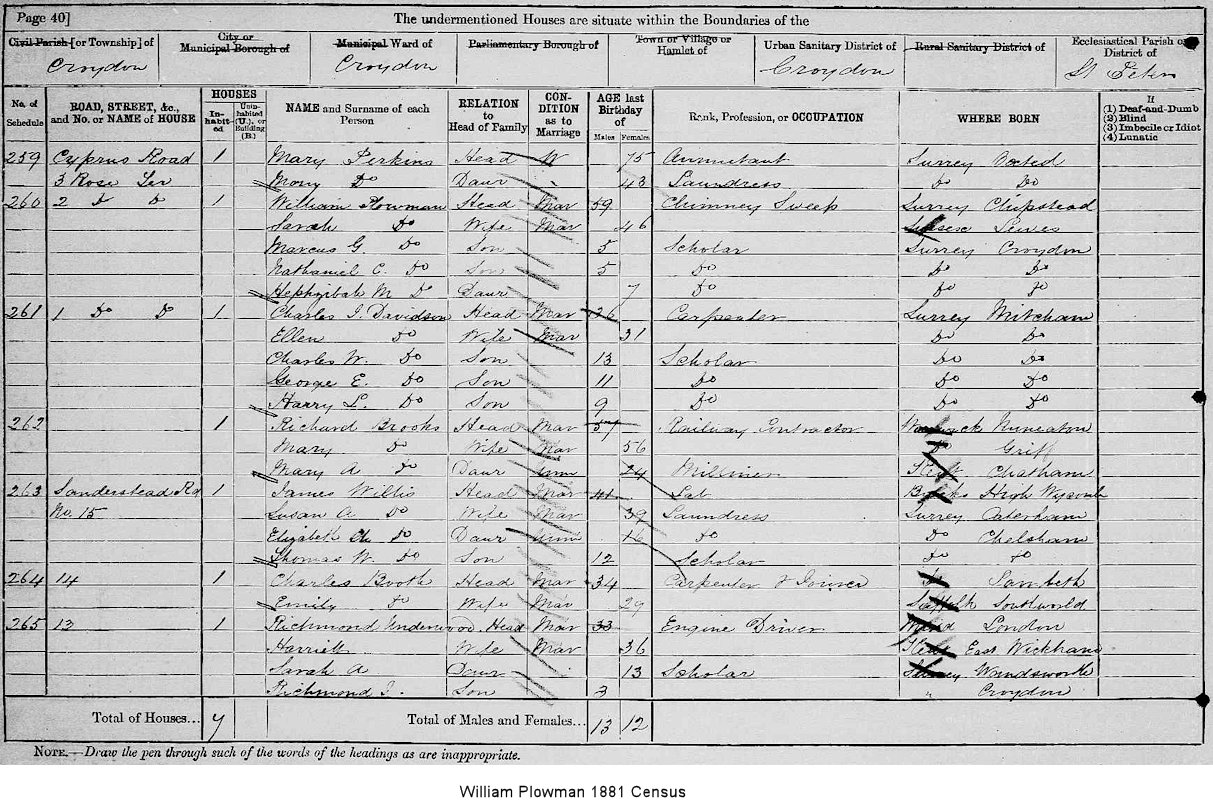 Page 40]
The undermentioned Houses are situate within the Boundaries of the
Civil Parish [or Township] of
City or Municipal Borough of
Municipal Ward of
Parliamentary Borough of
Town or Village or Hamlet of
Urban Sanitary District of
Rural Sanitary District of
Ecclesiastical Parish or District of
Croydon Croydon Croydon St Peters
No. of Schedule
ROAD, STREET, &c., and No. or NAME of HOUSE
HOUSES
Inhabited
Uninhabited (U.), or Building (B.)
NAME and Surname of each Person
RELATION to Head of Family
CONDITION as to Marriage
AGE last Birthday of
Males Females
Rank, Profession, or OCCUPATION
WHERE BORN
If
(1) Deaf-and-Dumb
(2) Blind
(3) Imbecile or Idiot
(4) Lunatic
259 Cyprus Road 1 Mary Perkins Head W 75 Annuitant Surrey
3 Rose Ter Do Daur 43 Laundress Do Do
260 2 Do Do 1 William Plowman Head Mar 59 Chimney Sweep Surrey Chipstead
Sarah Do Wife Mar 46 Sussex Lewes
Marcus G. Do Son 5 Scholar Surrey Croydon
Nathaniel C. Do Son 5 Do Do Do
Hephzibah M Do Daur 7 Do Do Do
261 1 Do Do 1 Charles J. Davidson Head Mar 36 Carpenter Surrey Mitcham
Ellen Do Wife Mar 31 Do Do
Charles W. Do Son 13 Scholar Do Do
George E. Do Son 11 Do Do Do
Harry L. Do Son 9 Do Do Do
262 1 Richard Brooks Head Mar 57 Railway Contractor Warwick Nuneaton
Mary Do Wife Mar 56 Do Griff
Mary A Do Daur Unm 24 Milliner Kent Chatham
263 Sanderstead Rd 1 James Willis Head Mar 41 Lab Bucks High Wycomb
No. 15 Susan A Do Wife Mar 39 Laundress Surrey Caterham
Elizabeth Do Daur Unm 16 Do Do Chelsham
Thomas W. Do Son 12 Scholar Do Do
264 14 1 Charles Booth Head Mar 34 Carpenter & Joiner Do Lambeth
Emily Do Wife Mar 29 Suffolk Southwold
265 13 1 Richmond Underwood Head Mar 33 Engine Driver London
Harriett Wife Mar 36 Kent East Wickham
Sarah A Daur 13 Scholar Surrey Wandsworth
Richmond J. Son 3 " Croydon
Total of Houses... 7 Total of Males and Females... 13 12
NOTE.—Draw the pen through such of the words of the headings as are inappropriate.
William Plowman 1881 Census